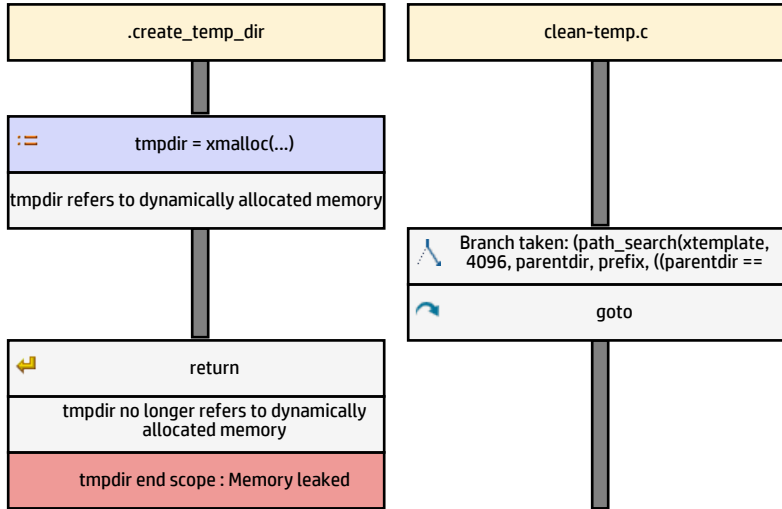 .create_temp_dir
clean-temp.c
:=
tmpdir = xmalloc(...)
tmpdir refers to dynamically allocated memory
Branch taken: (path_search(xtemplate,
4096, parentdir, prefix, ((parentdir ==
goto
return
tmpdir no longer refers to dynamically
allocated memory
tmpdir end scope : Memory leaked